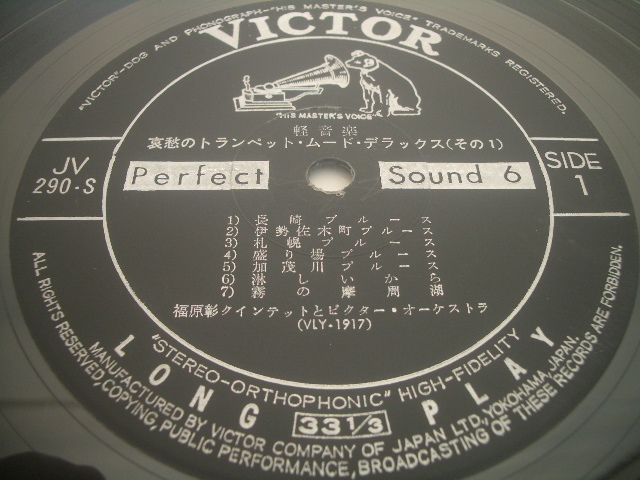 "VICTOR"-DOG AND PHONOGRAPH-"HIS MASTER'S VOICE" TRADEMARKS REGISTERED.
VICTOR
"HIS MASTER'S VOICE"
軽音楽
哀愁のトランペット・ムード・デラックス(その1)
JV
290-S
SIDE
1
Perfect Sound 6
1) 長崎ブルース
2) 伊勢佐木町ブルース
3) 札幌ブルース
4) 盛り場ブルース
5) 加茂川ブルース
6) 淋しいから
7) 霧の摩周湖
福原彰クインテットとビクター・オーケストラ
(VLY-1917)
"STEREO-ORTHOPHONIC" HIGH-FIDELITY
LONG 33 1/3 PLAY
MANUFACTURED BY VICTOR COMPANY OF JAPAN LTD., YOKOHAMA, JAPAN.
ALL RIGHTS RESERVED, COPYING, PUBLIC PERFORMANCE, BROADCASTING OF THESE RECORDS ARE FORBIDDEN.